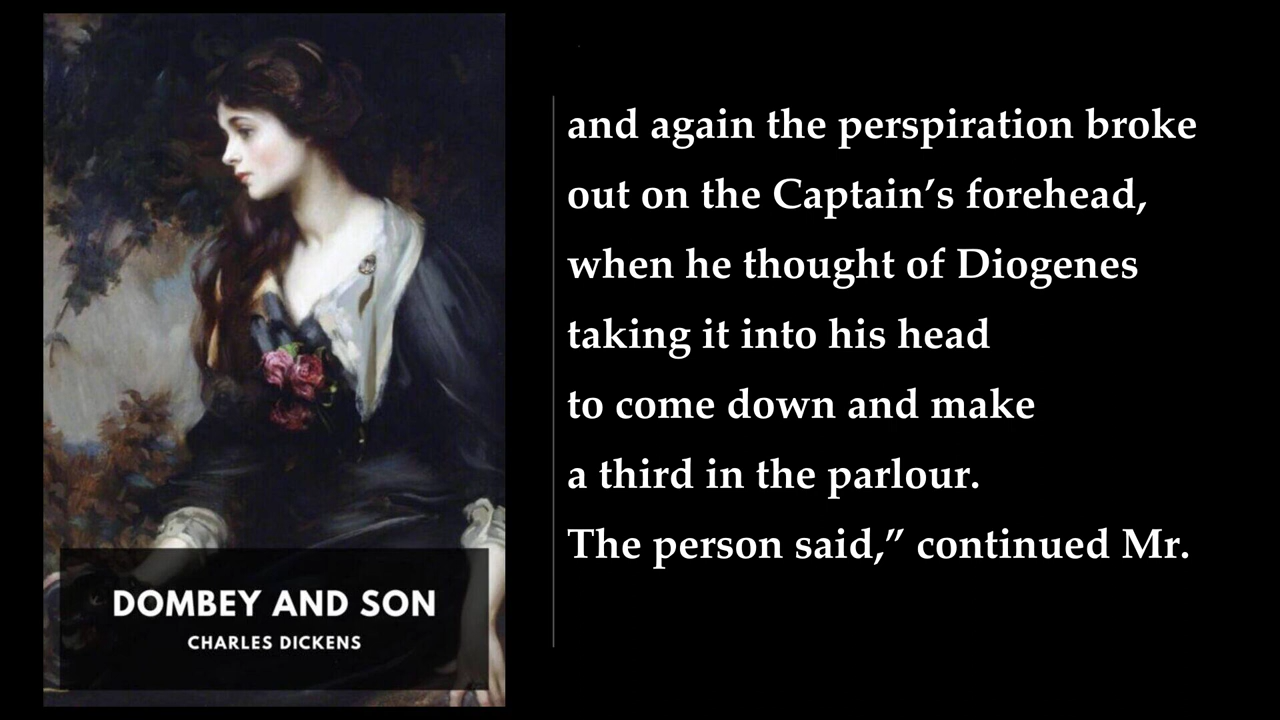 DOMBEY AND SON
CHARLES DICKENS
and again the perspiration broke
out on the Captain’s forehead,
when he thought of Diogenes
taking it into his head
to come down and make
a third in the parlour.
The person said,” continued Mr.